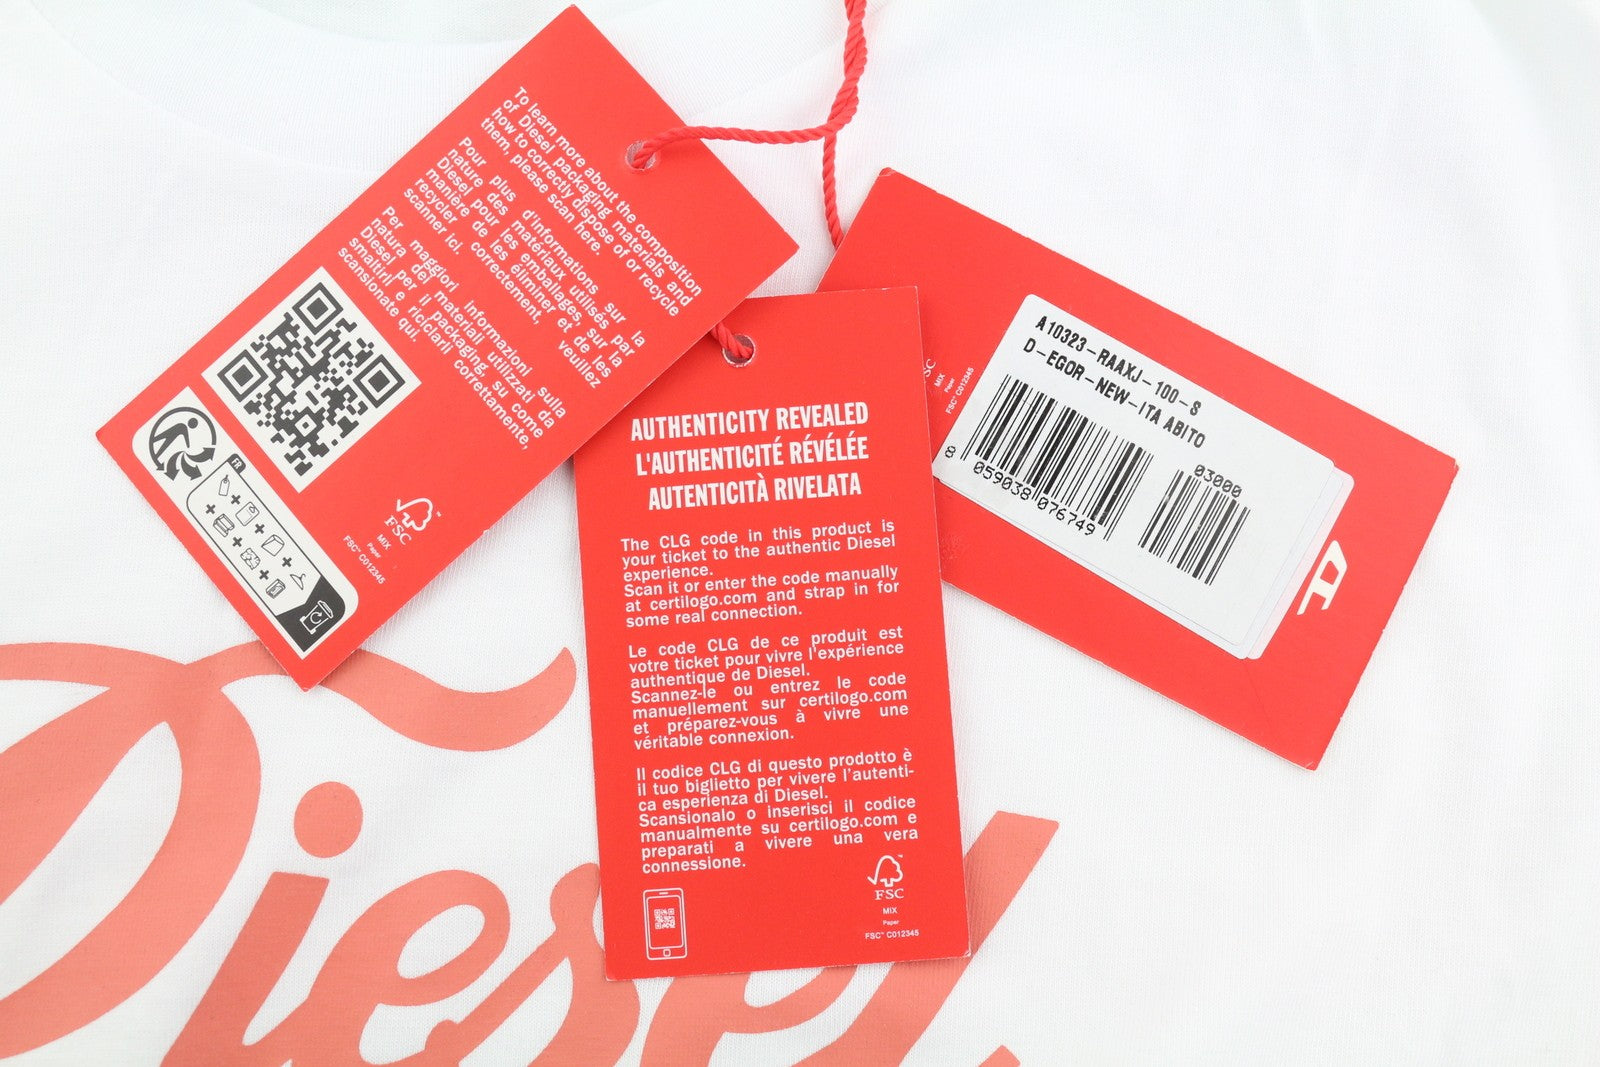 To learn more about the composition
of Diesel packaging materials and
how to correctly dispose of or recycle
them, please scan here.
Pour plus d'informations sur la
nature des matériaux utilisés par
Diesel pour les emballages, sur la
manière de les éliminer et de les
recycler correctement, veuillez
scanner ici.
Per maggiori informazioni sulla
natura dei materiali utilizzati da
Diesel per il packaging, su come
smaltirli e riciclarli correttamente,
scansionate qui.
FR
FSC
MIX
Paper
FSC™ C012345
AUTHENTICITY REVEALED
L'AUTHENTICITÉ RÉVÉLÉE
AUTENTICITÀ RIVELATA
The CLG code in this product is
your ticket to the authentic Diesel
experience.
Scan it or enter the code manually
at certilogo.com and strap in for
some real connection.
Le code CLG de ce produit est
votre ticket pour vivre l'expérience
authentique de Diesel.
Scannez-le ou entrez le code
manuellement sur certilogo.com
et préparez-vous à vivre une
véritable connexion.
Il codice CLG di questo prodotto è
il tuo biglietto per vivere l'autenti-
ca esperienza di Diesel.
Scansionalo o inserisci il codice
manualmente su certilogo.com e
preparati a vivere una vera
connessione.
FSC
MIX
Paper
FSC™ C012345
SC
MIX
Paper
FSC™ C012345
A10323-RAAXJ-100-S
D-EGOR-NEW-ITA ABITO
03000
8 059038 076749
D
Diesel